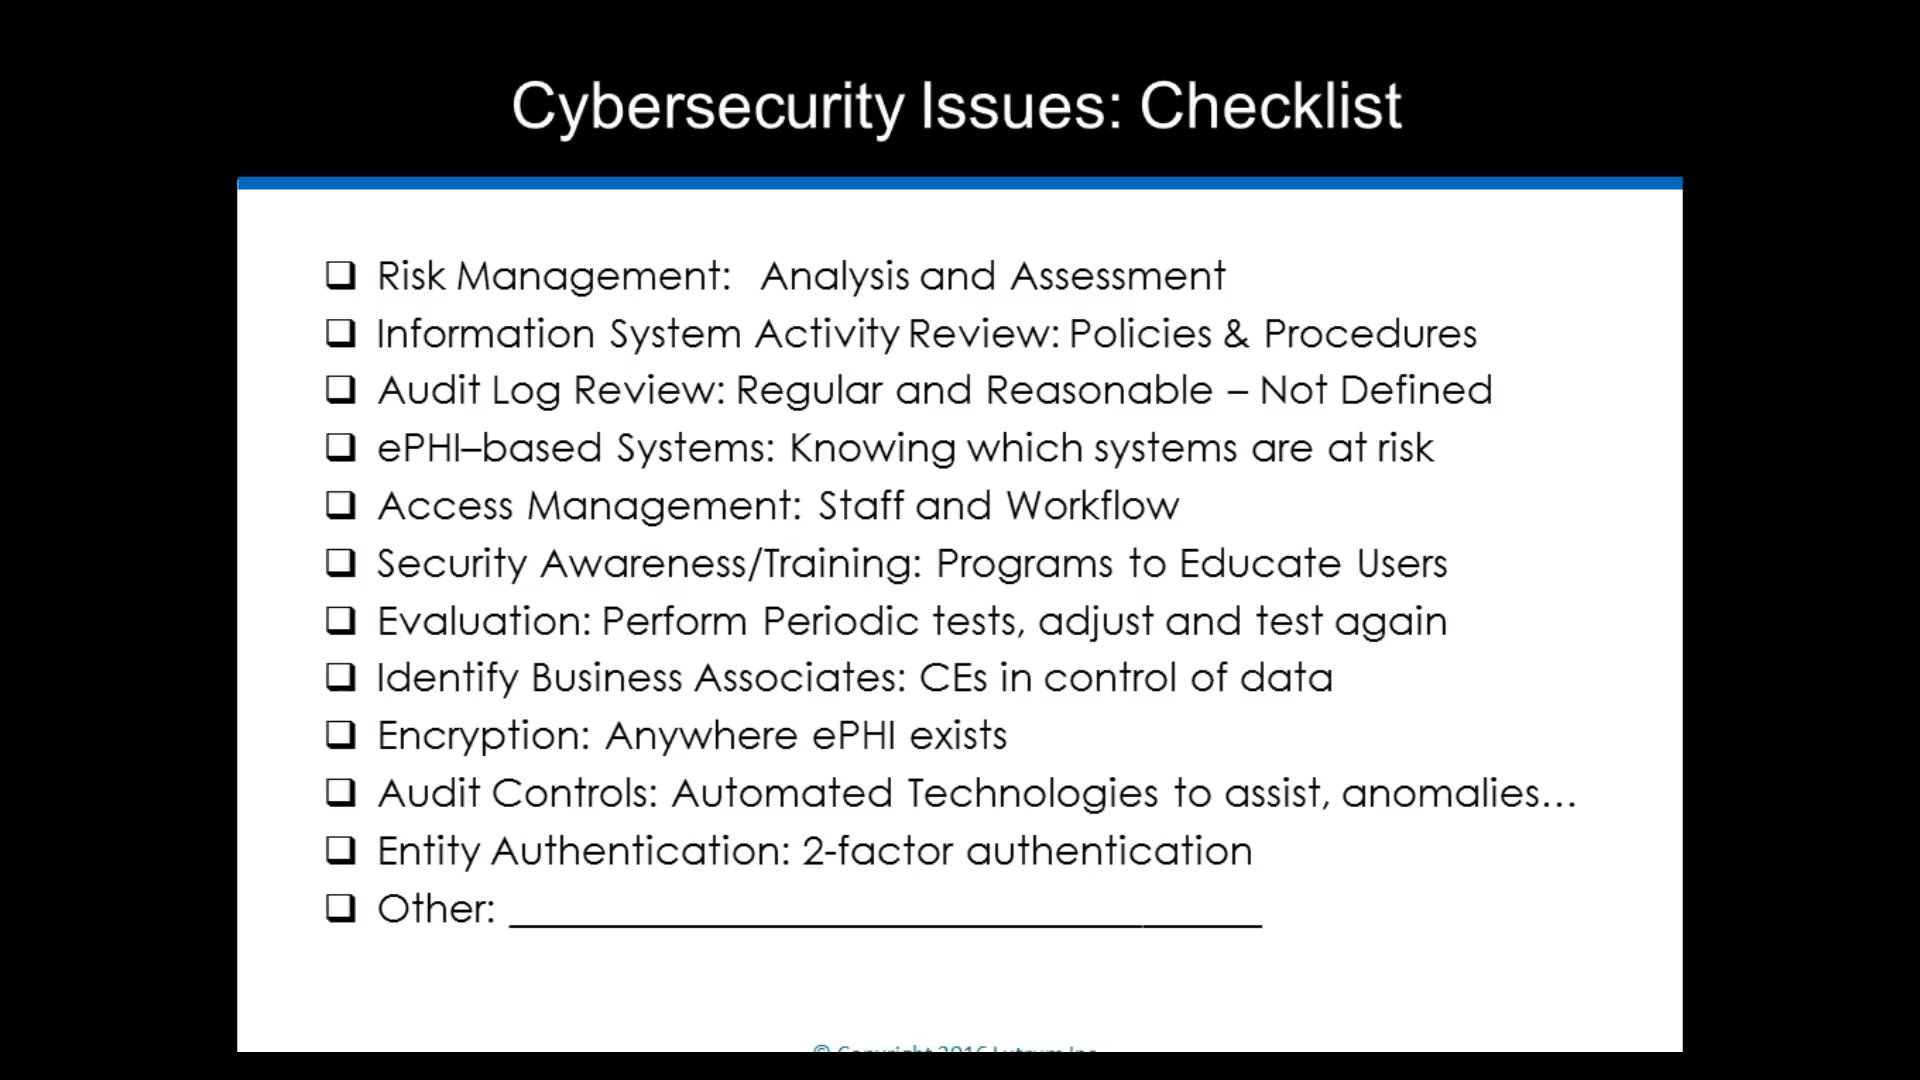 Cybersecurity Issues: Checklist
❑ Risk Management: Analysis and Assessment
❑ Information System Activity Review: Policies & Procedures
❑ Audit Log Review: Regular and Reasonable – Not Defined
❑ ePHI–based Systems: Knowing which systems are at risk
❑ Access Management: Staff and Workflow
❑ Security Awareness/Training: Programs to Educate Users
❑ Evaluation: Perform Periodic tests, adjust and test again
❑ Identify Business Associates: CEs in control of data
❑ Encryption: Anywhere ePHI exists
❑ Audit Controls: Automated Technologies to assist, anomalies...
❑ Entity Authentication: 2-factor authentication
❑ Other: ______________________________________
© Copyright 2016